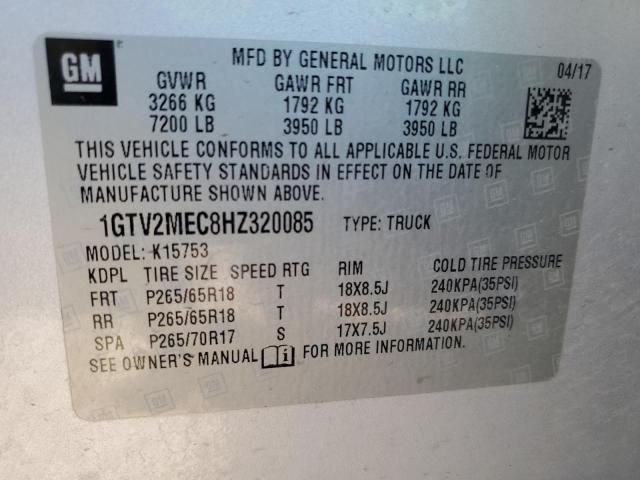 GM
MFD BY GENERAL MOTORS LLC
04/17
GVWR GAWR FRT GAWR RR
3266 KG 1792 KG 1792 KG
7200 LB 3950 LB 3950 LB
THIS VEHICLE CONFORMS TO ALL APPLICABLE U.S. FEDERAL MOTOR
VEHICLE SAFETY STANDARDS IN EFFECT ON THE DATE OF
MANUFACTURE SHOWN ABOVE.
1GTV2MEC8HZ320085 TYPE: TRUCK
MODEL: K15753
KDPL TIRE SIZE SPEED RTG RIM COLD TIRE PRESSURE
FRT P265/65R18 T 18X8.5J 240KPA(35PSI)
RR P265/65R18 T 18X8.5J 240KPA(35PSI)
SPA P265/70R17 S 17X7.5J 240KPA(35PSI)
SEE OWNER'S MANUAL FOR MORE INFORMATION.